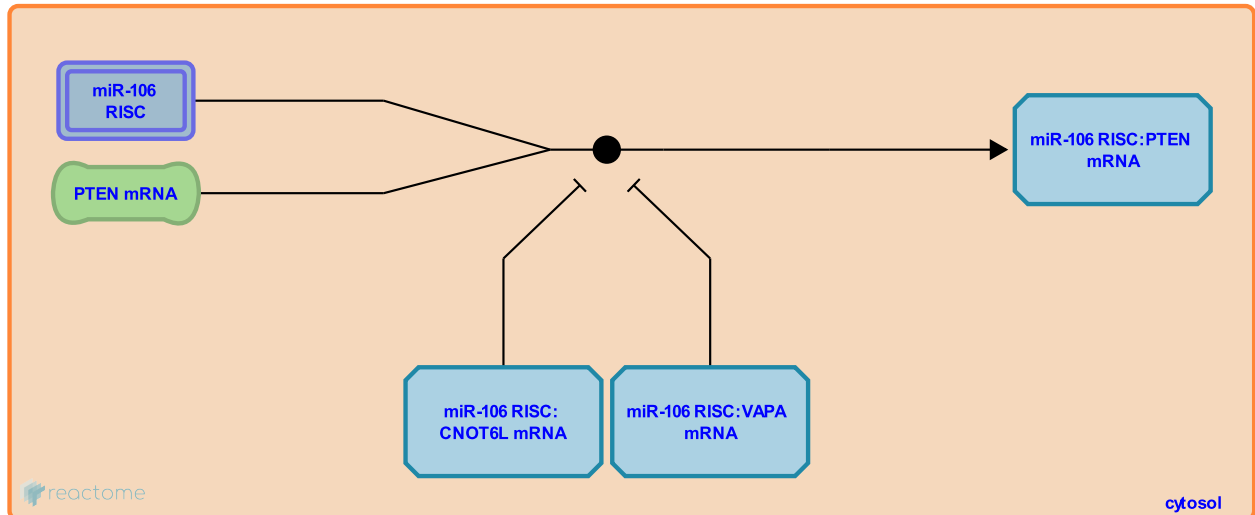 miR-106
RISC
PTEN mRNA
miR-106 RISC:PTEN
mRNA
miR-106 RISC:
CNOT6L mRNA
miR-106 RISC:VAPA
mRNA
reactome
cytosol